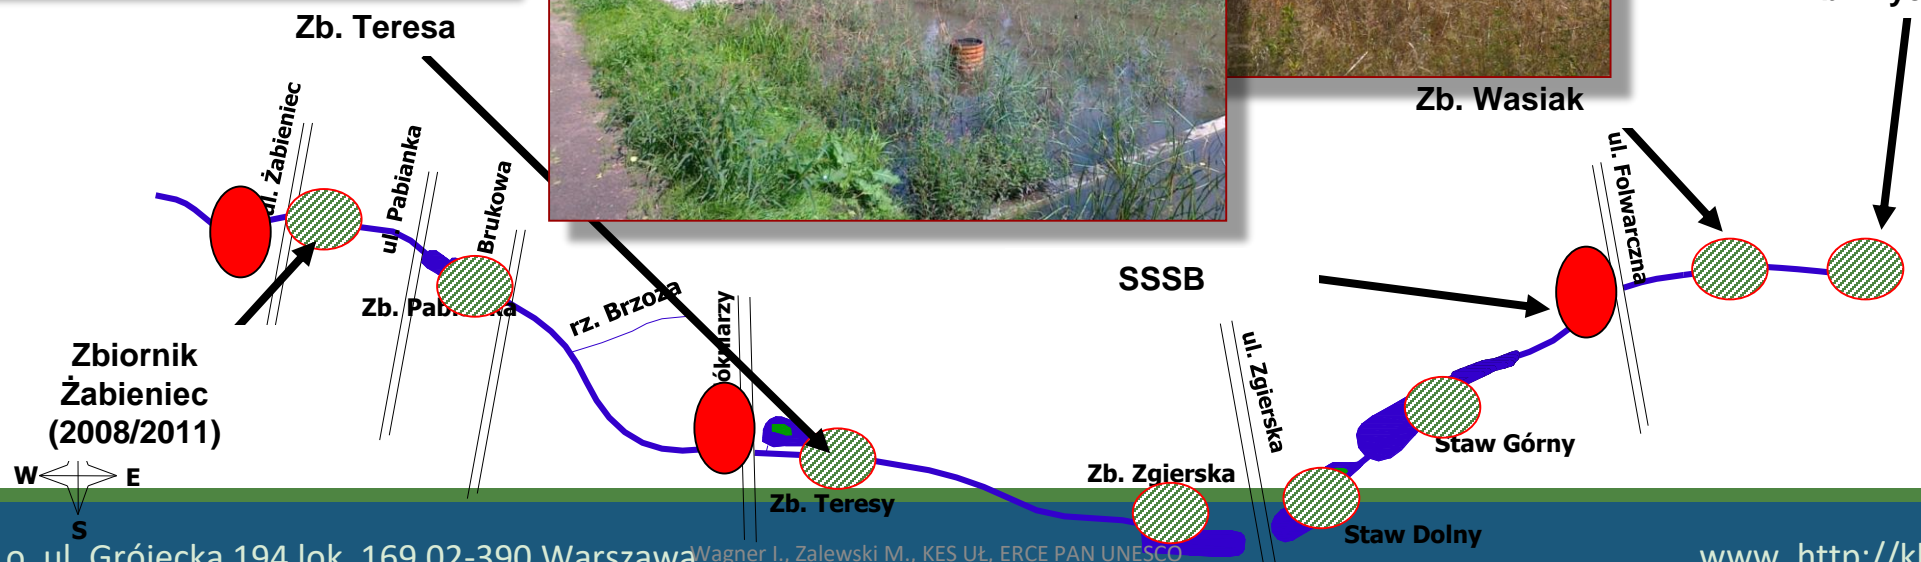 Zb. Teresa
Zb. Wasiak
ul. Żabieniec
ul. Pabianka
Brukowa
ul. Folwarczna
SSSB
rz. Brzoza
ul. Zgierska
Zbiornik
Żabieniec
(2008/2011)
Staw Górny
W
E
S
Zb. Zgierska
Zb. Teresy
Staw Dolny
o. ul. Grójecka 194 lok. 169 02-390 Warszawa
Wagner I., Zalewski M., KES UŁ, ERCE PAN UNESCO
www. http://